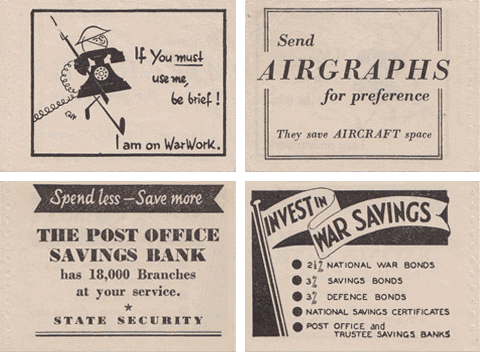 If You must
use me,
be brief!
I am on War Work.
Send
AIRGRAPHS
for preference
They save AIRCRAFT space
Spend less—Save more
THE POST OFFICE
SAVINGS BANK
has 18,000 Branches
at your service.
★
STATE SECURITY
INVEST IN
WAR SAVINGS
● 2½% NATIONAL WAR BONDS
● 3% SAVINGS BONDS
● 3% DEFENCE BONDS
● NATIONAL SAVINGS CERTIFICATES
● POST OFFICE and
TRUSTEE SAVINGS BANKS